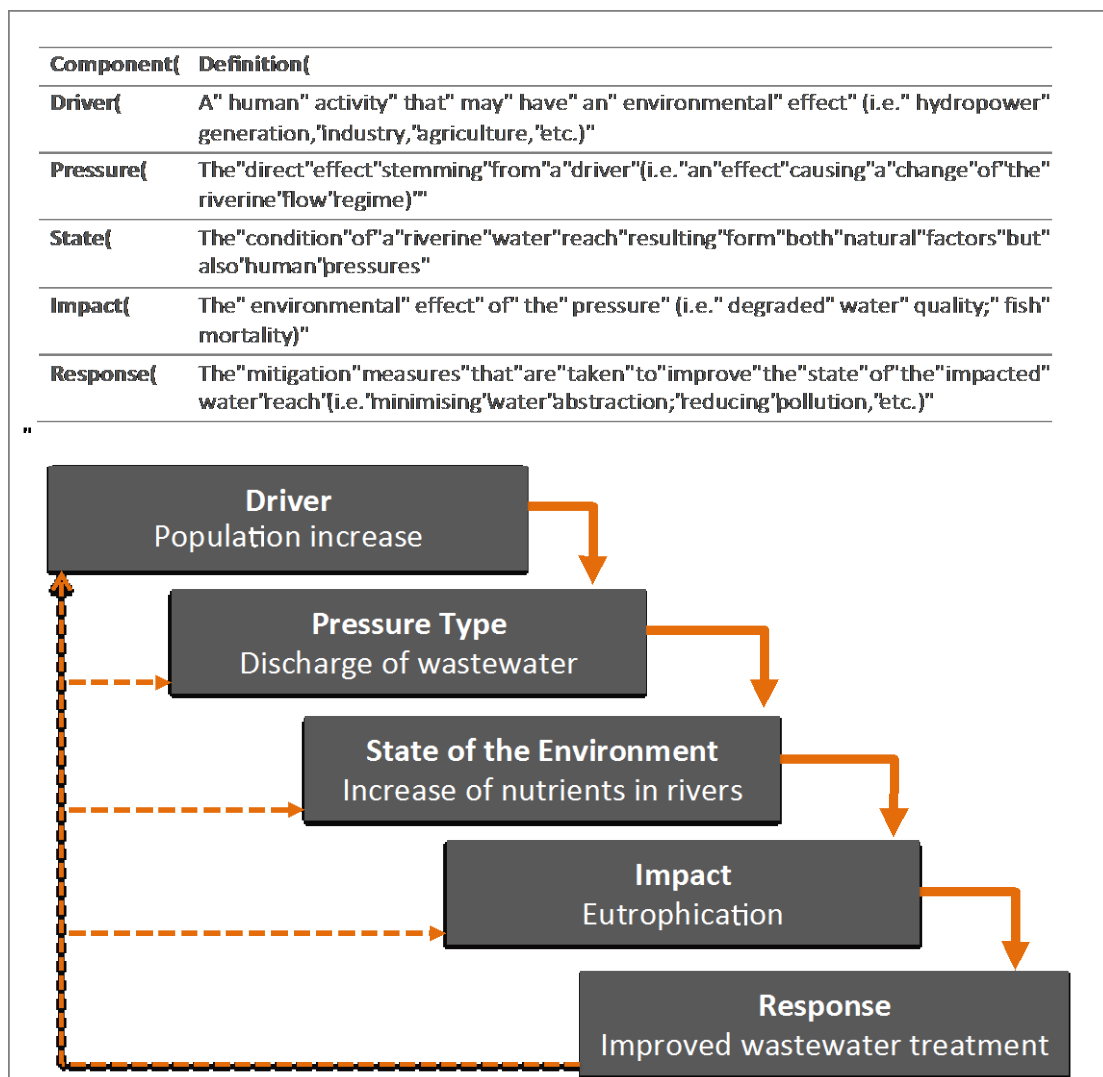 Component( Definition(
Driver( A" human" activity" that" may" have" an" environmental" effect" (i.e." hydropower"
generation,"industry,"agriculture,"etc.)"
Pressure( The"direct"effect"stemming"from"a"driver"(i.e."an"effect"causing"a"change"of"the"
riverine"flow"regime)""
State( The"condition"of"a"riverine"water"reach"resulting"form"both"natural"factors"but"
also"human"pressures"
Impact( The" environmental" effect" of" the" pressure" (i.e." degraded" water" quality;" fish"
mortality)"
Response( The"mitigation"measures"that"are"taken"to"improve"the"state"of"the"impacted"
water"reach"(i.e."minimising"water"abstraction;"reducing"pollution,"etc.)"
"
Driver
Population increase
Pressure Type
Discharge of wastewater
State of the Environment
Increase of nutrients in rivers
Impact
Eutrophication
Response
Improved wastewater treatment